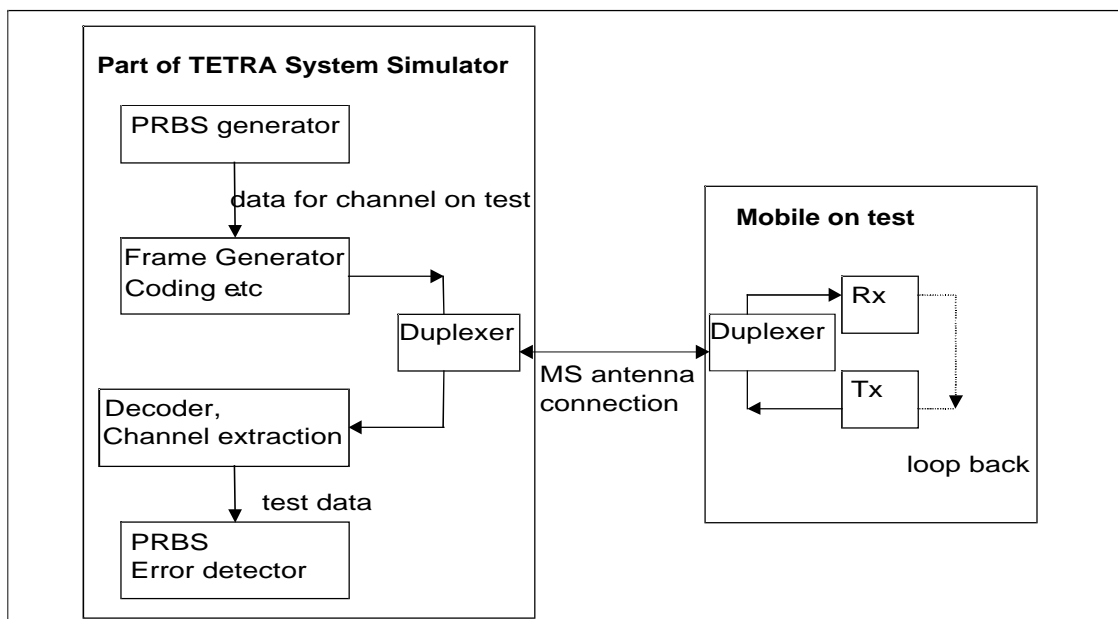 Part of TETRA System Simulator
PRBS generator
data for channel on test
Frame Generator
Coding etc
Duplexer
Decoder,
Channel extraction
test data
PRBS
Error detector
MS antenna
connection
Mobile on test
Rx
Duplexer
Tx
loop back